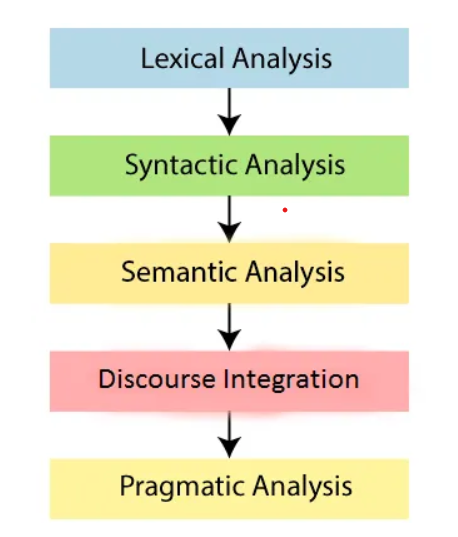 Lexical Analysis
Syntactic Analysis
Semantic Analysis
Discourse Integration
Pragmatic Analysis